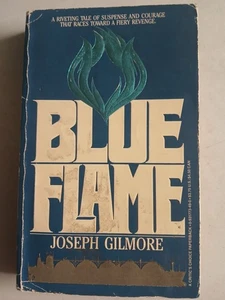 A RIVETING TALE OF SUSPENSE AND COURAGE
THAT RACES TOWARD A FIERY REVENGE.
BLUE
FLAME
JOSEPH GILMORE